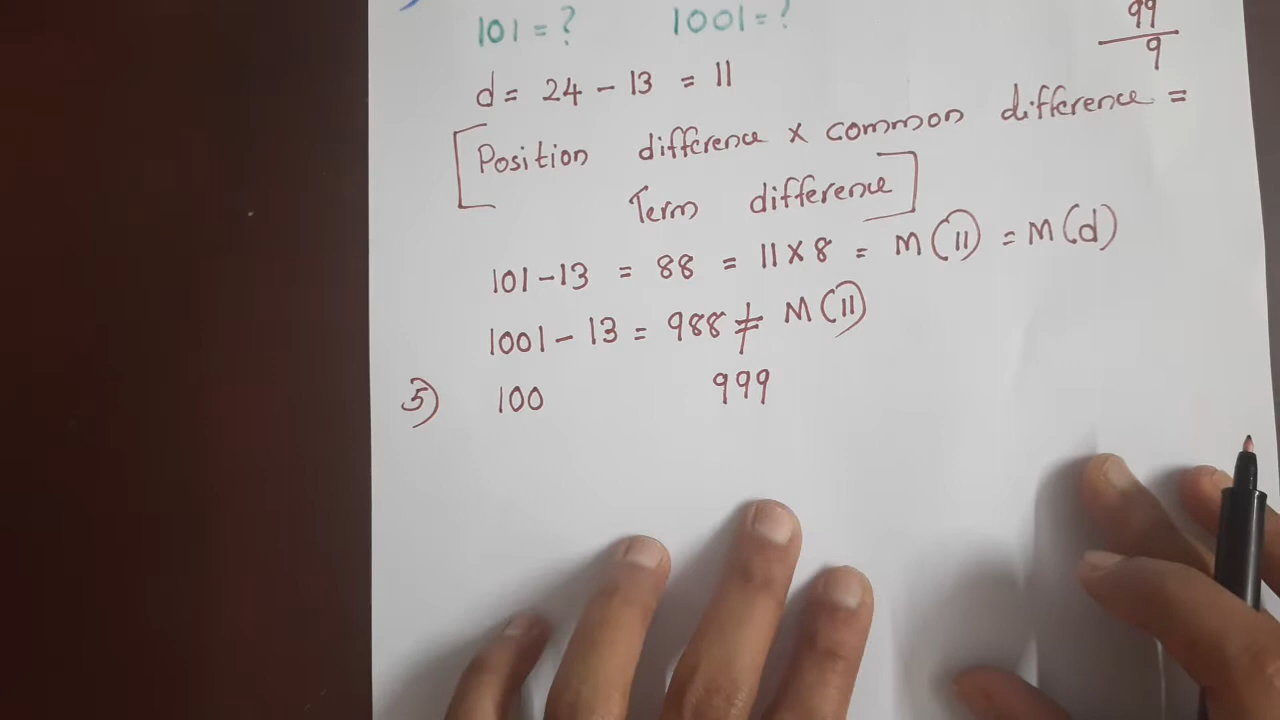 101 = ? 1001 = ?
99
9
d = 24 - 13 = 11
[Position difference × common difference =
Term difference]
101 - 13 = 88 = 11 × 8 = M(11) = M(d)
1001 - 13 = 988 ≠ M(11)
5) 100 999